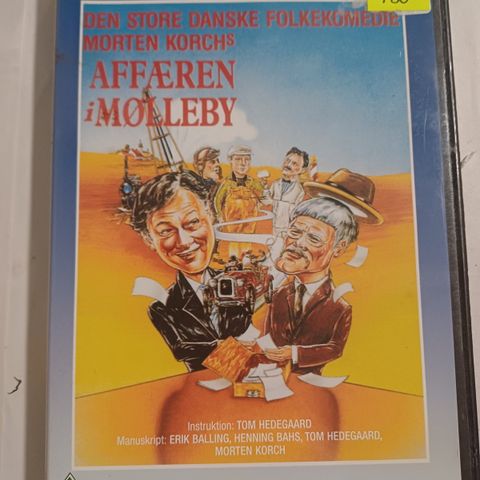 DEN STORE DANSKE FOLKEKOMEDIE
MORTEN KORCHS
AFFÆREN
i MØLLEBY
Instruktion: TOM HEDEGAARD
Manuskript: ERIK BALLING, HENNING BAHS, TOM HEDEGAARD,
MORTEN KORCH